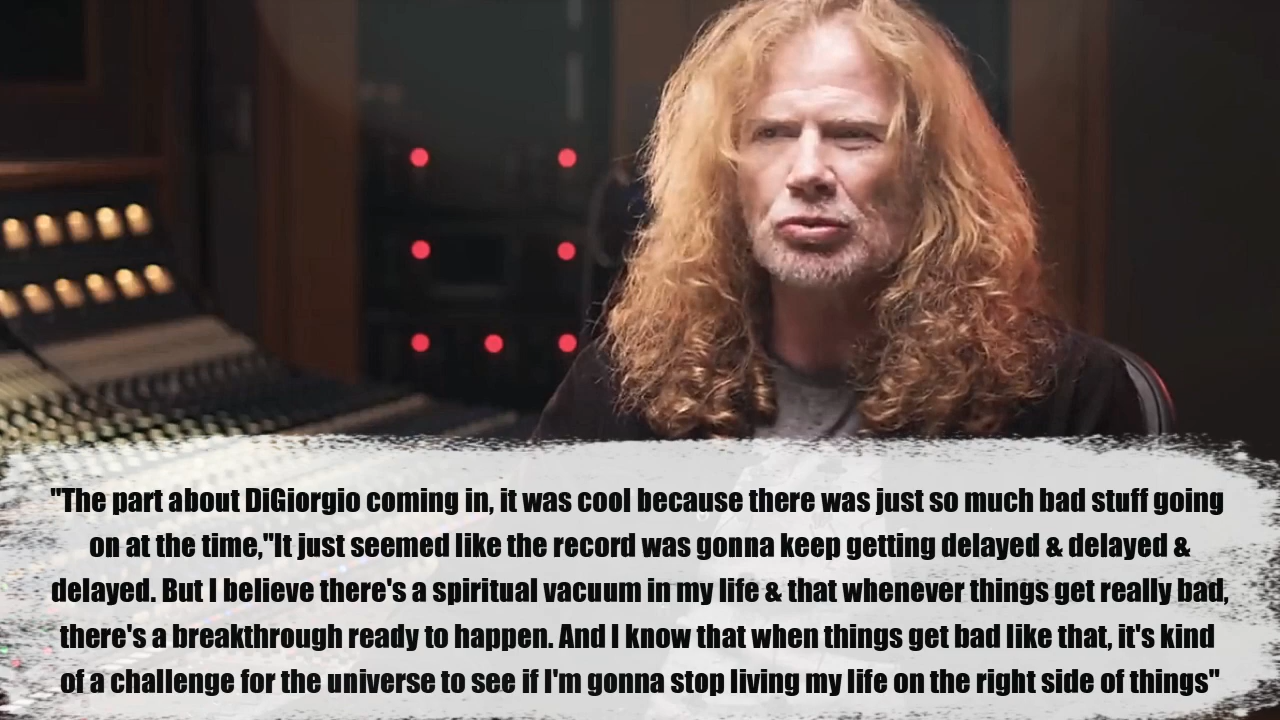 "The part about DiGiorgio coming in, it was cool because there was just so much bad stuff going
on at the time,"It just seemed like the record was gonna keep getting delayed & delayed &
delayed. But I believe there's a spiritual vacuum in my life & that whenever things get really bad,
there's a breakthrough ready to happen. And I know that when things get bad like that, it's kind
of a challenge for the universe to see if I'm gonna stop living my life on the right side of things"